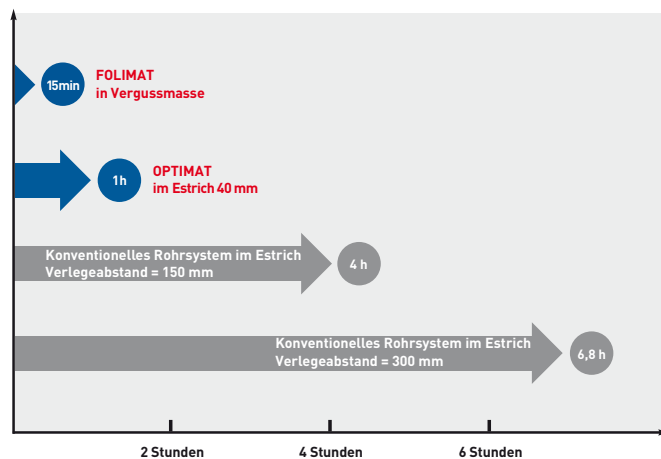 15min
FOLIMAT
in Vergussmasse
1h
OPTIMAT
im Estrich 40 mm
Konventionelles Rohrsystem im Estrich
Verlegeabstand = 150 mm
4 h
Konventionelles Rohrsystem im Estrich
Verlegeabstand = 300 mm
6,8 h
2 Stunden
4 Stunden
6 Stunden